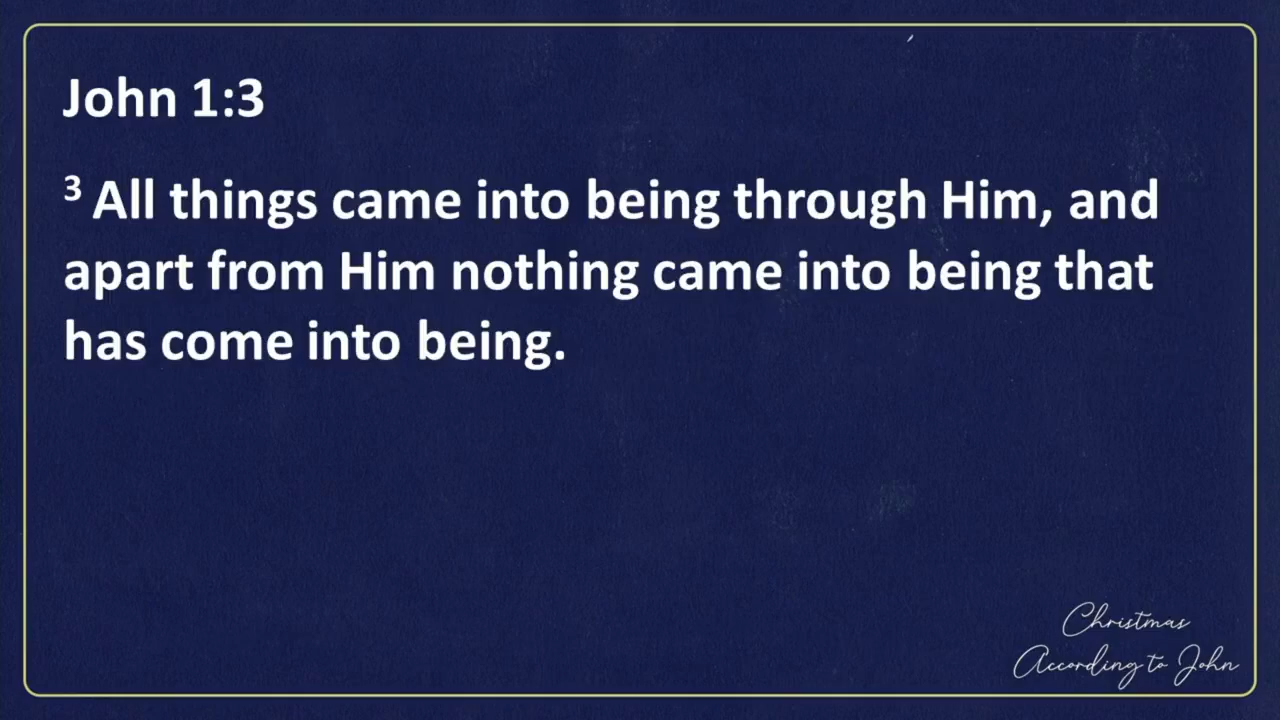 John 1:3
3 All things came into being through Him, and
apart from Him nothing came into being that
has come into being.
Christmas
According to John